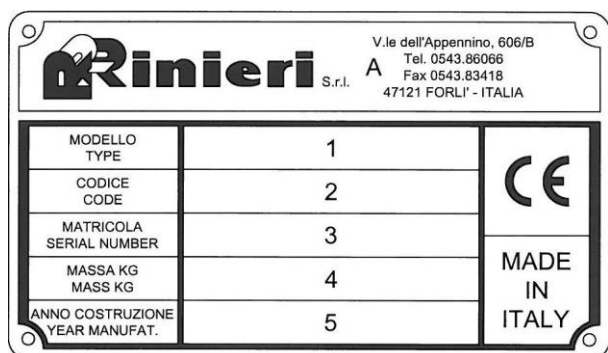 Rinieri S.r.l.
A
V.le dell'Appennino, 606/B
Tel. 0543.86066
Fax 0543.83418
47121 FORLI' - ITALIA
MODELLO
TYPE
1
CODICE
CODE
2
MATRICOLA
SERIAL NUMBER
3
MASSA KG
MASS KG
4
ANNO COSTRUZIONE
YEAR MANUFAT.
5
CE
MADE
IN
ITALY